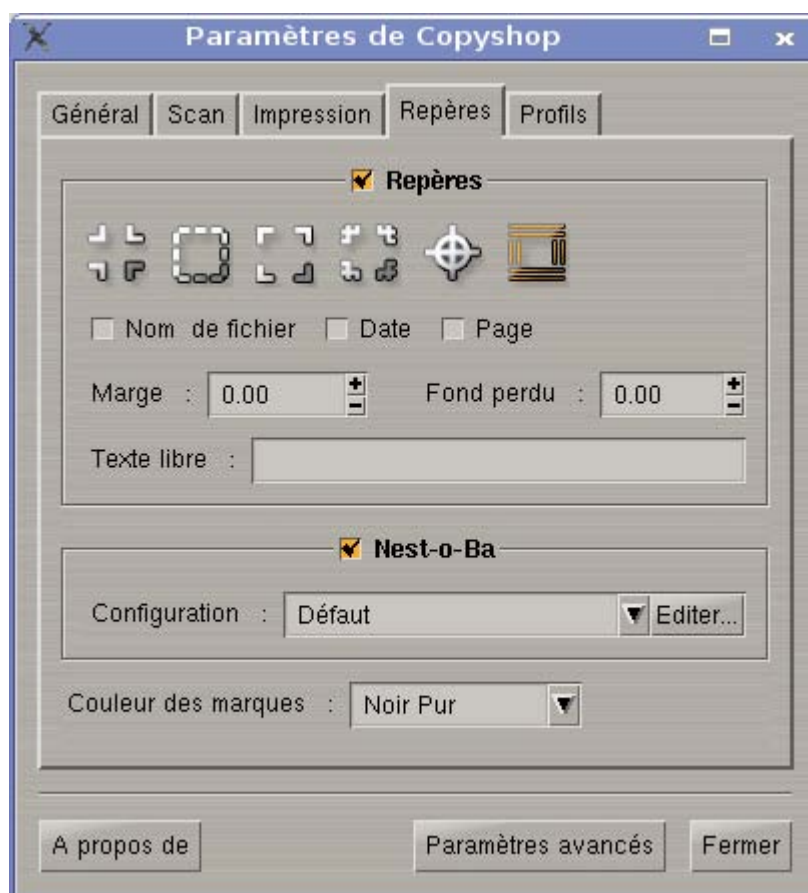 Paramètres de Copyshop
Général Scan Impression Repères Profils
Repères
Nom de fichier Date Page
Marge : 0.00 Fond perdu : 0.00
Texte libre :
Nest-o-Ba
Configuration : Défaut Editer...
Couleur des marques : Noir Pur
A propos de Paramètres avancés Fermer